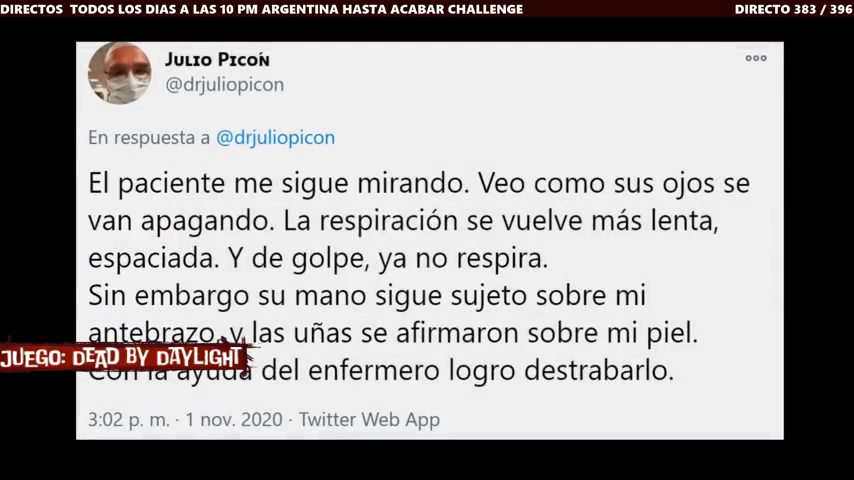 DIRECTOS TODOS LOS DIAS A LAS 10 PM ARGENTINA HASTA ACABAR CHALLENGE
DIRECTO 383 / 396
Julio Picoń
@drjuliopicon
En respuesta a @drjuliopicon
El paciente me sigue mirando. Veo como sus ojos se
van apagando. La respiración se vuelve más lenta,
espaciada. Y de golpe, ya no respira.
Sin embargo su mano sigue sujeto sobre mi
antebrazo, y las uñas se afirmaron sobre mi piel.
JUEGO: DEAD BY DAYLIGHT
Con la ayuda del enfermero logro destrabarlo.
3:02 p. m. · 1 nov. 2020 · Twitter Web App